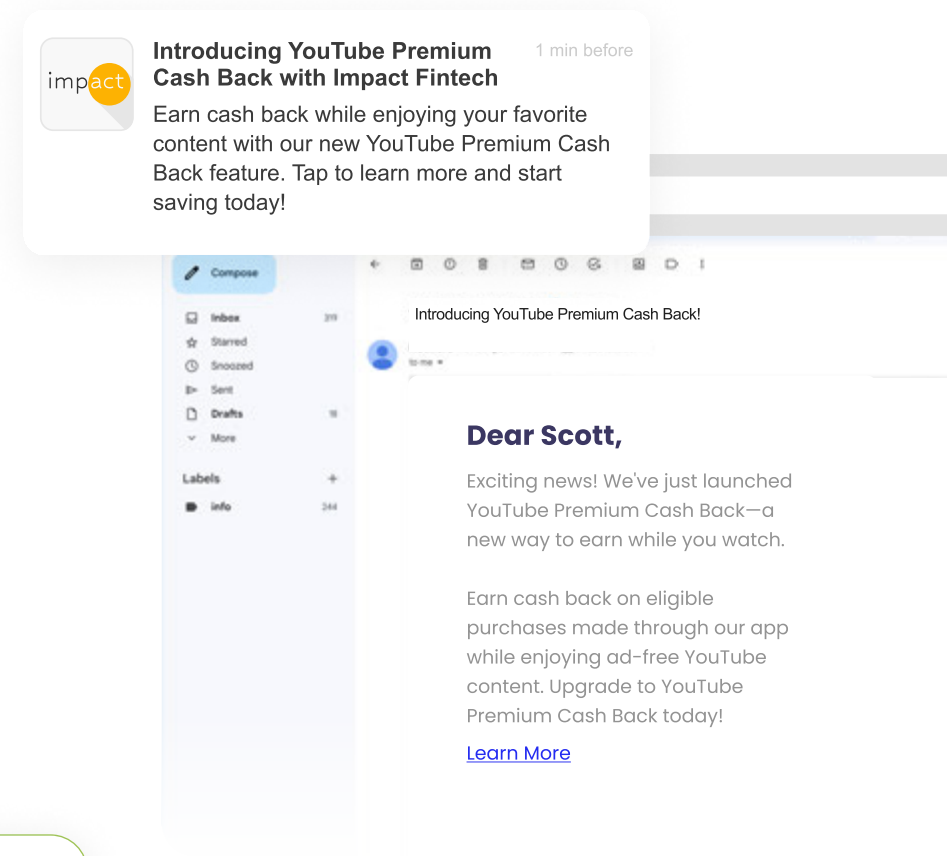 impact
Introducing YouTube Premium
1 min before
Cash Back with Impact Fintech
Earn cash back while enjoying your favorite
content with our new YouTube Premium Cash
Back feature. Tap to learn more and start
saving today!
Compose
Inbox
Starred
Snoozed
Sent
Drafts
More
Labels
+
info
244
Introducing YouTube Premium Cash Back!
to me
Dear Scott,
Exciting news! We've just launched
YouTube Premium Cash Back—a
new way to earn while you watch.
Earn cash back on eligible
purchases made through our app
while enjoying ad-free YouTube
content. Upgrade to YouTube
Premium Cash Back today!
Learn More